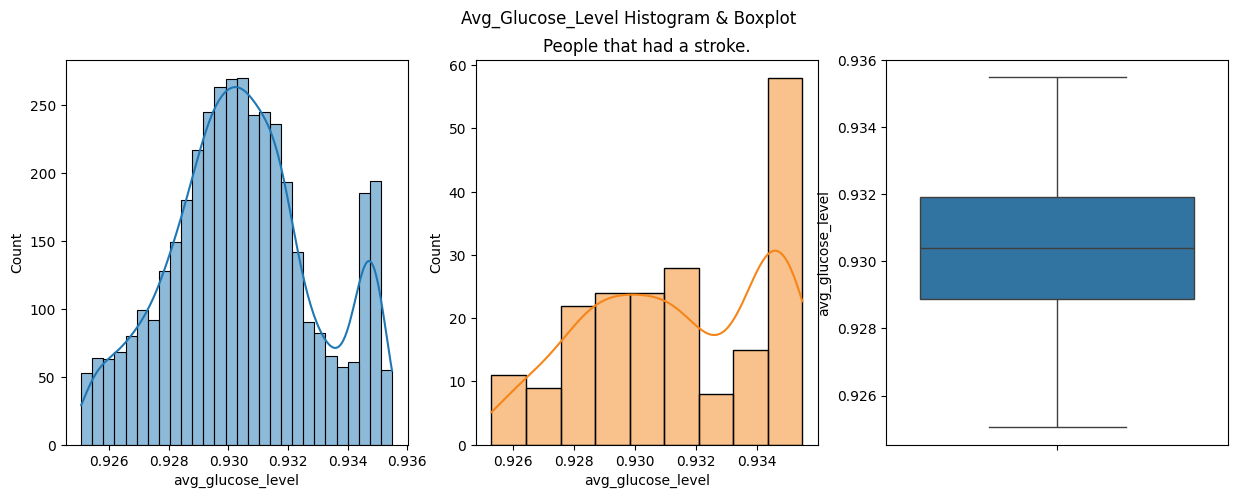 Avg_Glucose_Level Histogram & Boxplot
Count
250
200
150
100
50
0
0.926 0.928 0.930 0.932 0.934 0.936
avg_glucose_level
People that had a stroke.
Count
60
50
40
30
20
10
0
0.926 0.928 0.930 0.932 0.934
avg_glucose_level
avg_glucose_level
0.936
0.934
0.932
0.930
0.928
0.926